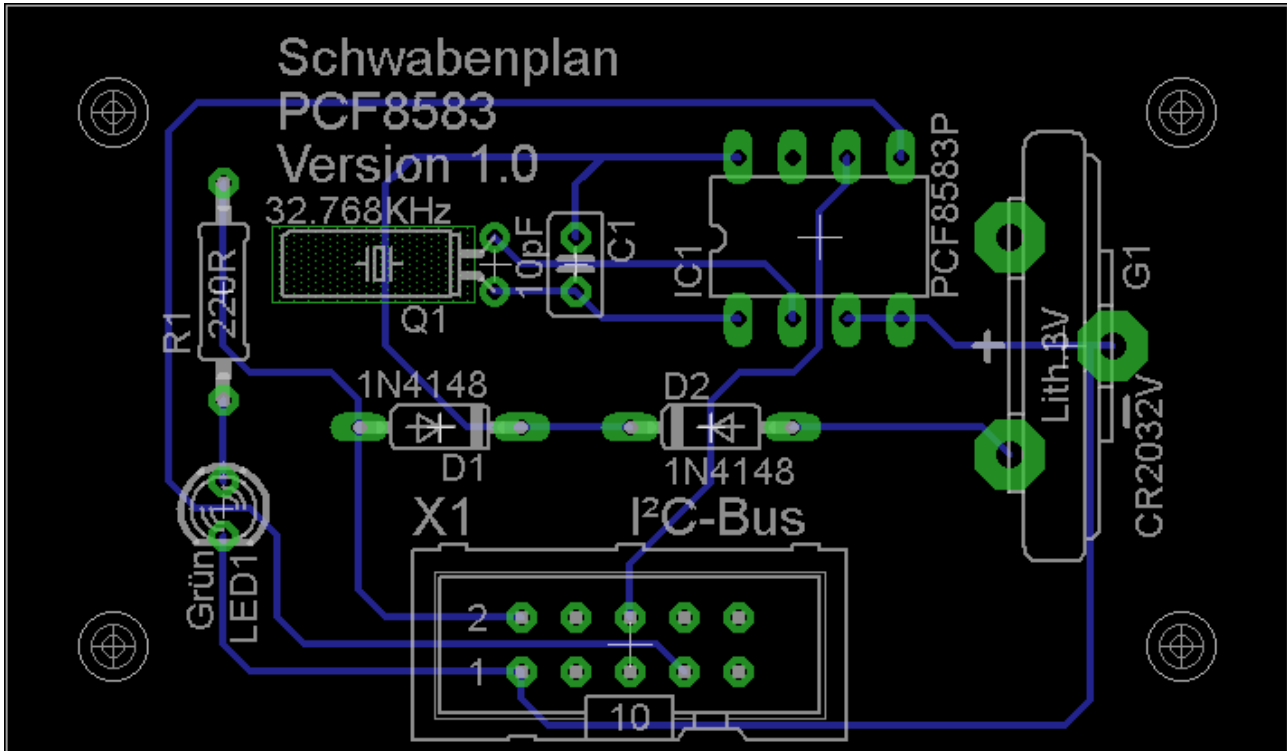 Schwabenplan
PCF8583
Version 1.0
32.768KHz
Q1
10pF
C1
IC1
PCF8583P
G1
+
Lith.3V
CR2032V
R1
220R
1N4148
D1
D2
1N4148
Grün
LED1
X1
I²C-Bus
2
1
10